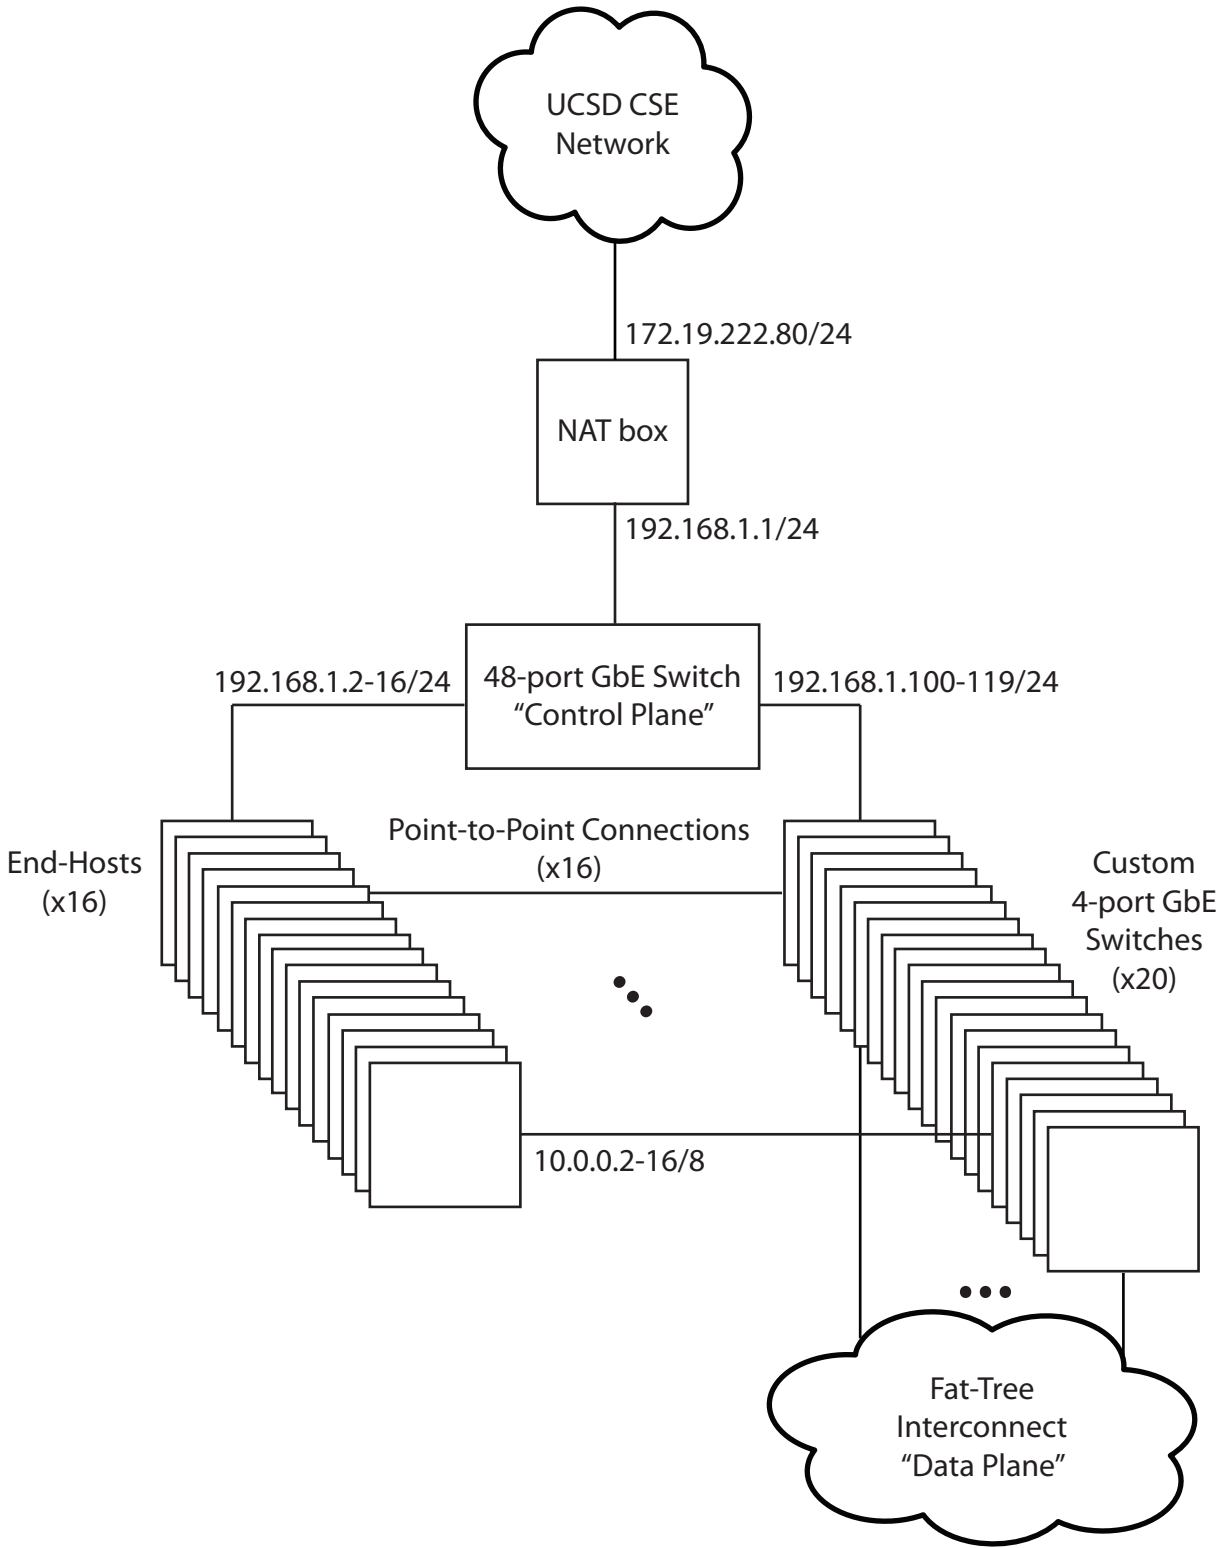 UCSD CSE
Network
172.19.222.80/24
NAT box
192.168.1.1/24
192.168.1.2-16/24
48-port GbE Switch
“Control Plane”
192.168.1.100-119/24
End-Hosts
(x16)
Point-to-Point Connections
(x16)
Custom
4-port GbE
Switches
(x20)
10.0.0.2-16/8
Fat-Tree
Interconnect
“Data Plane”